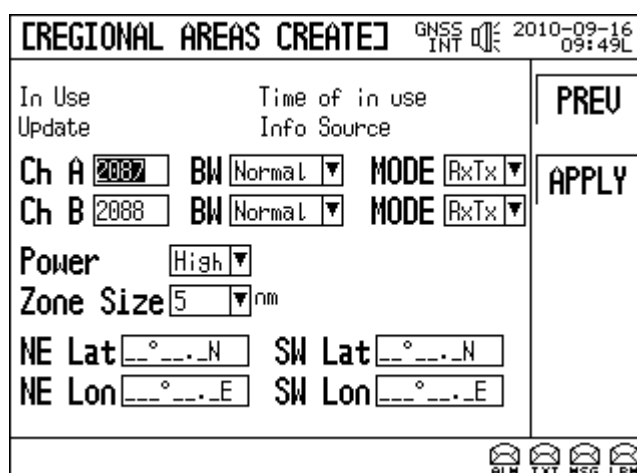 [REGIONAL AREAS CREATE] GNSS INT 2010-09-16 09:49L
In Use Time of in use
Update Info Source
PREV
Ch A 2087 BW Normal ▼ MODE RxTx ▼
APPLY
Ch B 2088 BW Normal ▼ MODE RxTx ▼
Power High ▼
Zone Size 5 ▼ nm
NE Lat __°__._N SW Lat __°__._N
NE Lon ___°__._E SW Lon ___°__._E
ALM TXT MSG LRM